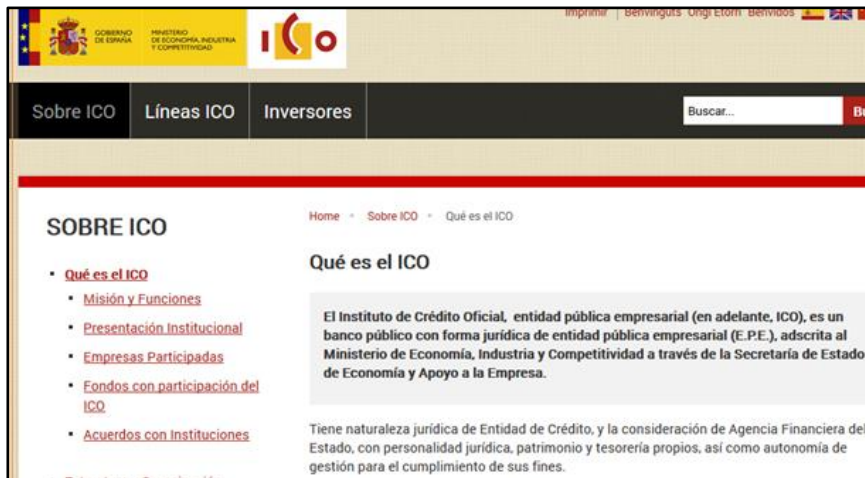 Imprimir | Benvinguts Ongi Etorri Benvidos
GOBIERNO DE ESPAÑA
MINISTERIO DE ECONOMÍA, INDUSTRIA Y COMPETITIVIDAD
ICO
Sobre ICO Líneas ICO Inversores Buscar...
SOBRE ICO
Home Sobre ICO Qué es el ICO
Qué es el ICO
Misión y Funciones
Presentación Institucional
Empresas Participadas
Fondos con participación del
ICO
Acuerdos con Instituciones
Qué es el ICO
El Instituto de Crédito Oficial, entidad pública empresarial (en adelante, ICO), es un
banco público con forma jurídica de entidad pública empresarial (E.P.E.), adscrita al
Ministerio de Economía, Industria y Competitividad a través de la Secretaría de Estado
de Economía y Apoyo a la Empresa.
Tiene naturaleza jurídica de Entidad de Crédito, y la consideración de Agencia Financiera del
Estado, con personalidad jurídica, patrimonio y tesorería propios, así como autonomía de
gestión para el cumplimiento de sus fines.